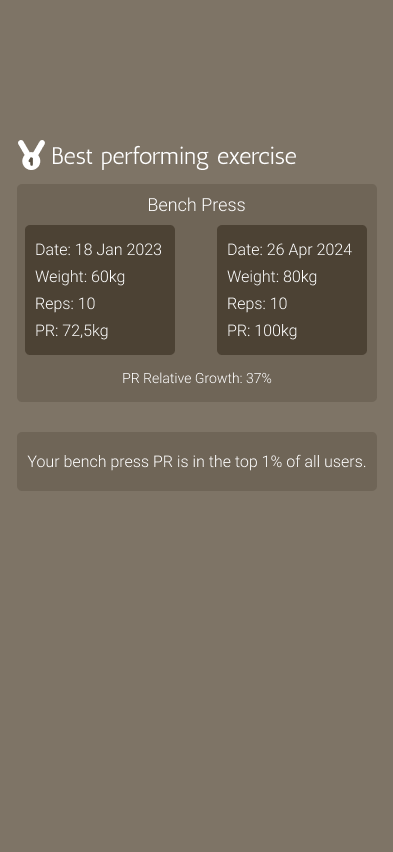 Best performing exercise
Bench Press
Date: 18 Jan 2023
Weight: 60kg
Reps: 10
PR: 72,5kg
Date: 26 Apr 2024
Weight: 80kg
Reps: 10
PR: 100kg
PR Relative Growth: 37%
Your bench press PR is in the top 1% of all users.